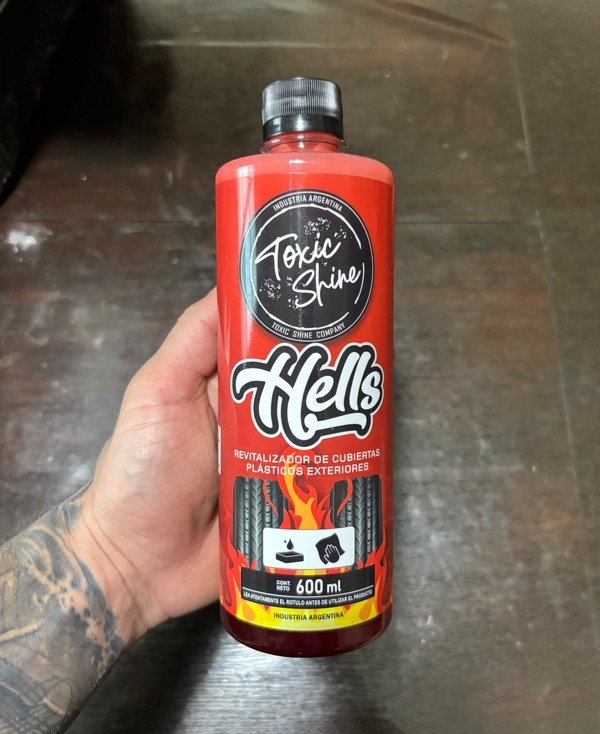 INDUSTRIA ARGENTINA
Toxic
Shine
TOXIC SHINE COMPANY
Hells
REVITALIZADOR DE CUBIERTAS
PLÁSTICOS EXTERIORES
CONT.
NETO 600 ml
LEA ATENTAMENTE EL ROTULO ANTES DE UTILIZAR EL PRODUCTO
INDUSTRIA ARGENTINA